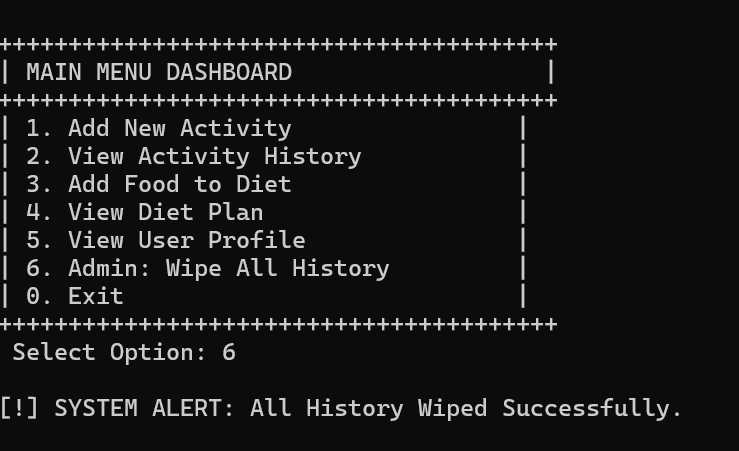 ++++++++++++++++++++++++++++++++++++++++
| MAIN MENU DASHBOARD                  |
++++++++++++++++++++++++++++++++++++++++
| 1. Add New Activity                |
| 2. View Activity History           |
| 3. Add Food to Diet                |
| 4. View Diet Plan                  |
| 5. View User Profile               |
| 6. Admin: Wipe All History         |
| 0. Exit                            |
++++++++++++++++++++++++++++++++++++++++
Select Option: 6
[!] SYSTEM ALERT: All History Wiped Successfully.